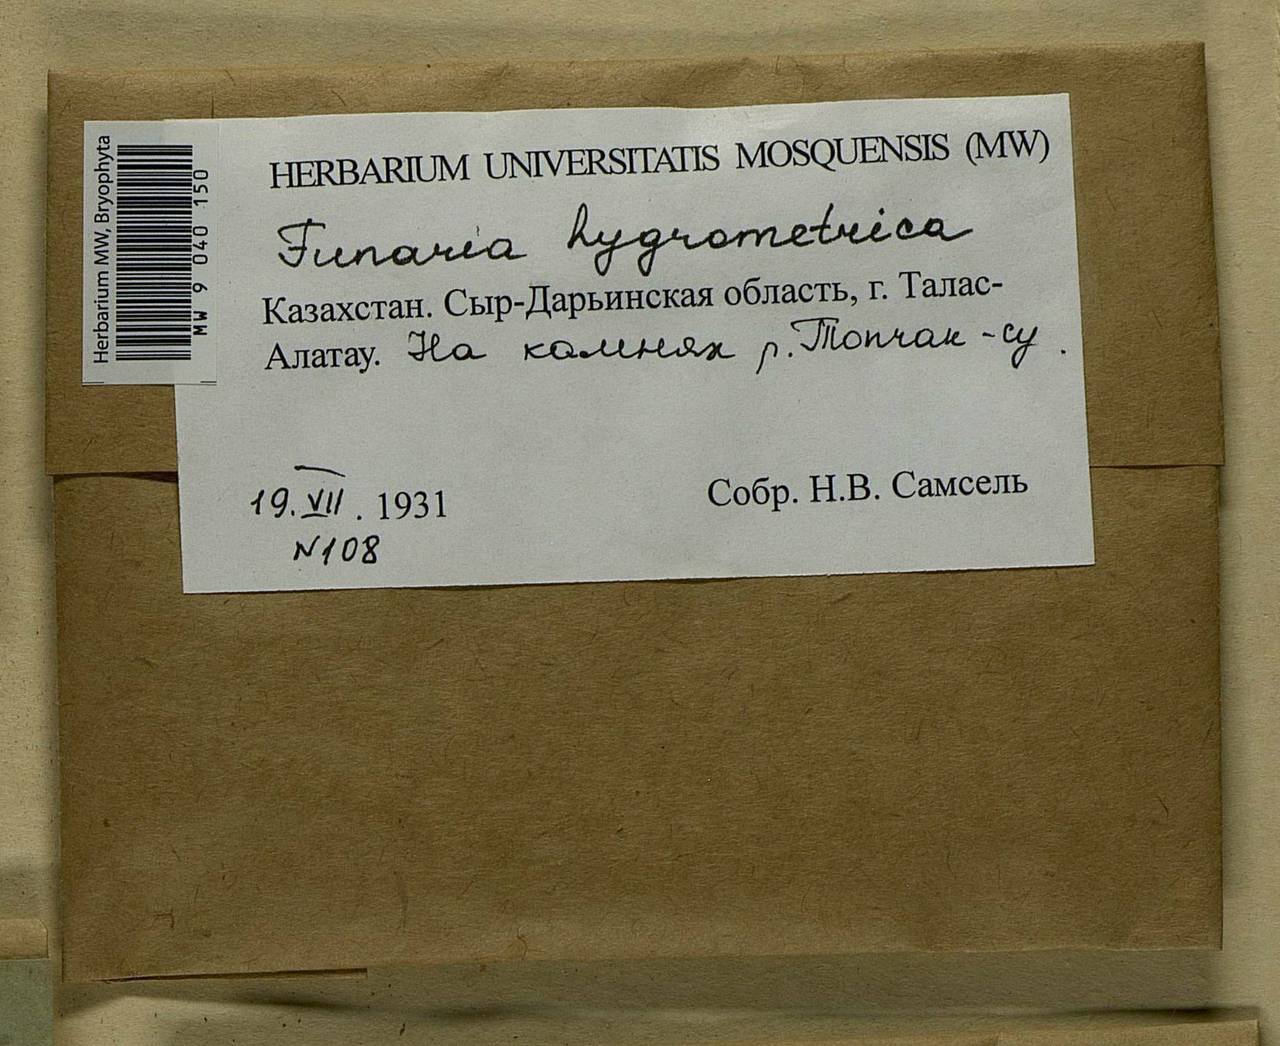 Herbarium MW, Bryophyta
MW 9 040 150
HERBARIUM UNIVERSITATIS MOSQUENSIS (MW)
Funaria hygrometrica
Казахстан. Сыр-Дарьинская область, г. Талас-
Алатау. На камнях р. Топчак-су.
19. VII. 1931
Собр. Н.В. Самсель
N108